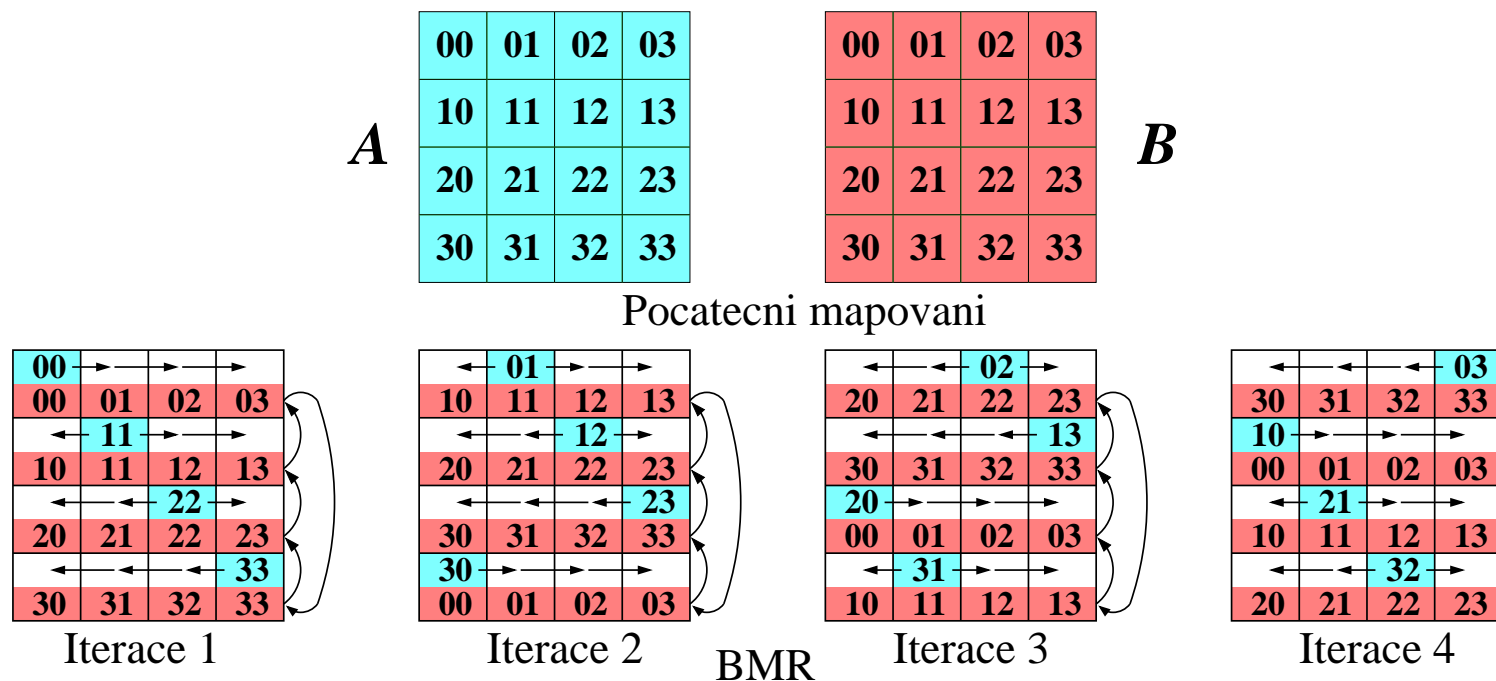 00 01 02 03 00 01 02 03
10 11 12 13 10 11 12 13
A B
20 21 22 23 20 21 22 23
30 31 32 33 30 31 32 33
Pocatecni mapovani
00 01 02 03
00 01 02 03 10 11 12 13 20 21 22 23 30 31 32 33
11 12 13 10
10 11 12 13 20 21 22 23 30 31 32 33 00 01 02 03
22 23 20 21
20 21 22 23 30 31 32 33 00 01 02 03 10 11 12 13
33 30 31 32
30 31 32 33 00 01 02 03 10 11 12 13 20 21 22 23
Iterace 1 Iterace 2 Iterace 3 Iterace 4
BMR